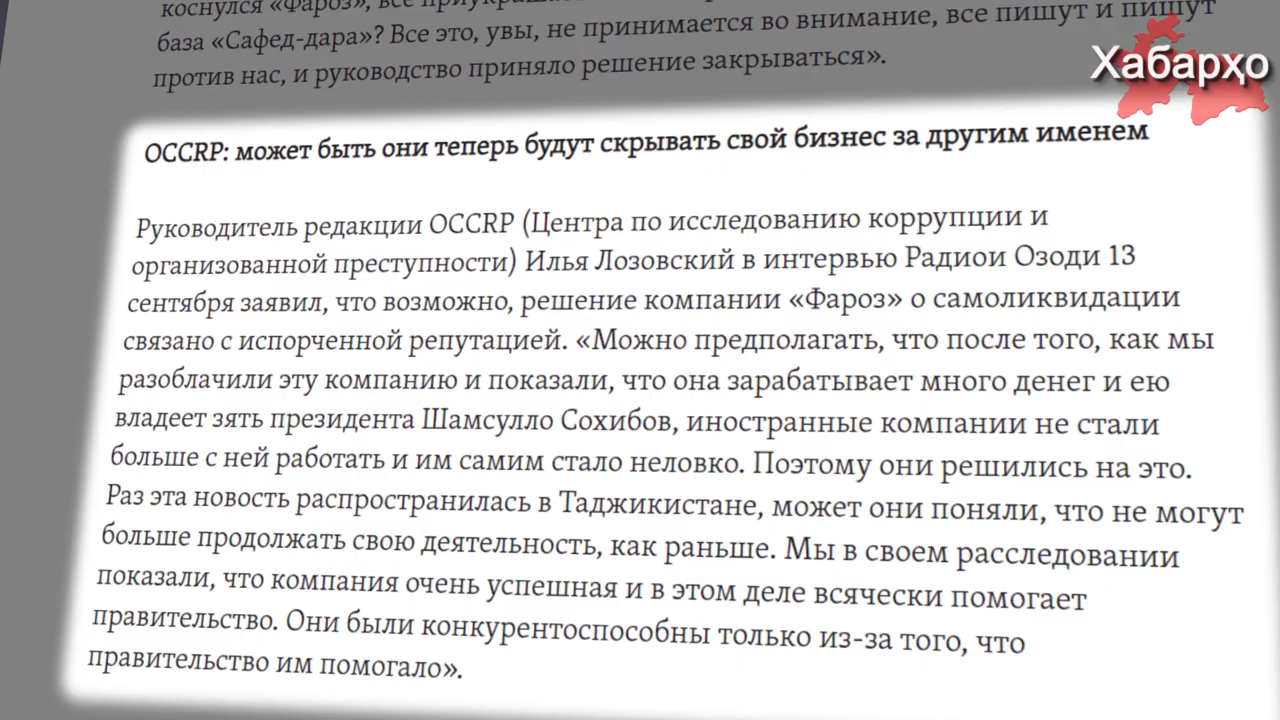 коснулся «Фароз», все
база «Сафед-дара»? Все это, увы, не принимается во внимание, все пишут и пишут
против нас, и руководство приняло решение закрываться».
Хабарҳо
OCCRP: может быть они теперь будут скрывать свой бизнес за другим именем
Руководитель редакции OCCRP (Центра по исследованию коррупции и
организованной преступности) Илья Лозовский в интервью Радиои Озоди 13
сентября заявил, что возможно, решение компании «Фароз» о самоликвидации
связано с испорченной репутацией. «Можно предполагать, что после того, как мы
разоблачили эту компанию и показали, что она зарабатывает много денег и ею
владеет зять президента Шамсулло Сохибов, иностранные компании не стали
больше с ней работать и им самим стало неловко. Поэтому они решились на это.
Раз эта новость распространилась в Таджикистане, может они поняли, что не могут
больше продолжать свою деятельность, как раньше. Мы в своем расследовании
показали, что компания очень успешная и в этом деле всячески помогает
правительство. Они были конкурентоспособны только из-за того, что
правительство им помогало».